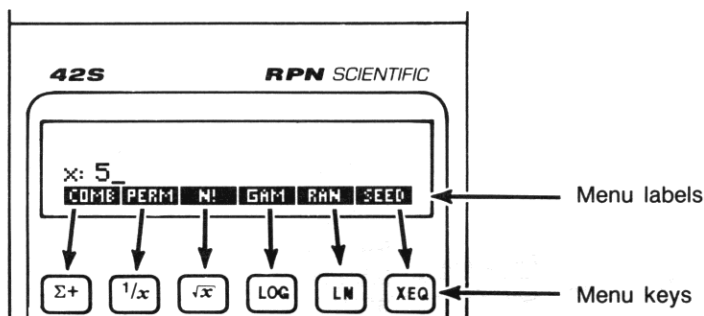 42S RPN SCIENTIFIC
x: 5_
COMB PERM N! GAM RAN SEED
Menu labels
Σ+ 1/x √x LOG LN XEQ
Menu keys